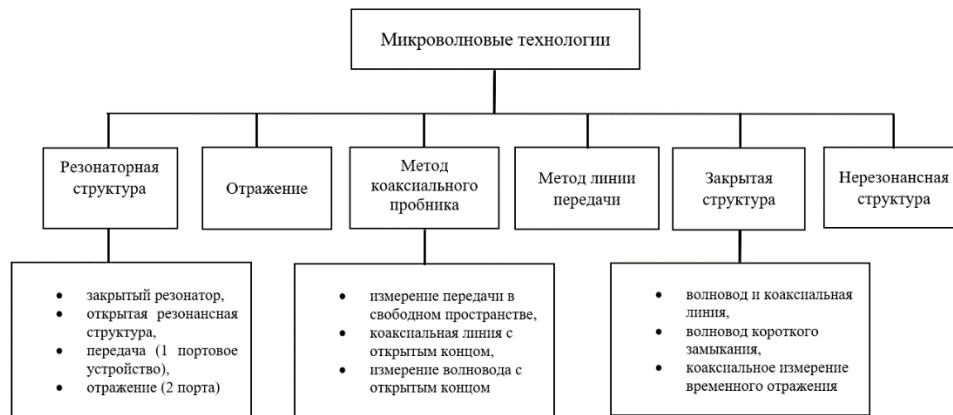 Микроволновые технологии
Резонаторная
структура
Отражение
Метод
коаксиального
пробника
Метод линии
передачи
Закрытая
структура
Нерезонансная
структура
• закрытый резонатор,
• открытая резонансная
структура,
• передача (1 портовое
устройство),
• отражение (2 порта)
• измерение передачи в
свободном пространстве,
• коаксиальная линия с
открытым концом,
• измерение волновода с
открытым концом
• волновод и коаксиальная
линия,
• волновод короткого
замыкания,
• коаксиальное измерение
временного отражения